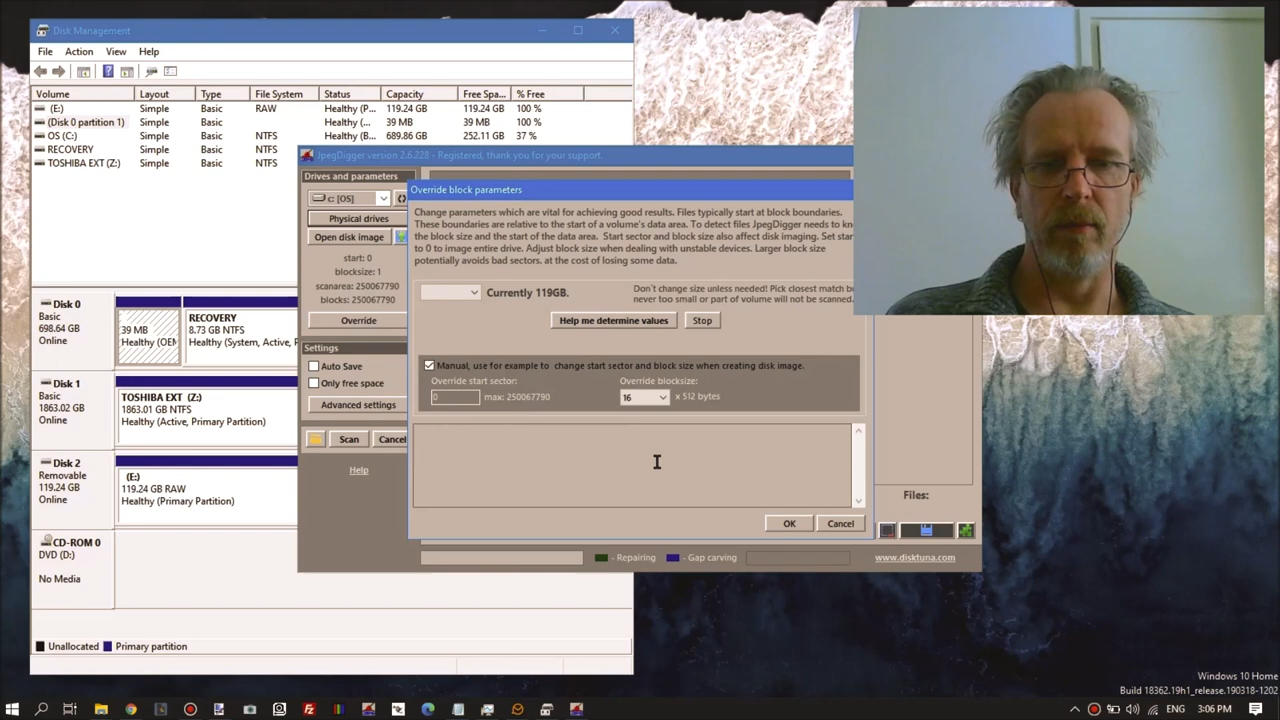 Disk Management
File Action View Help
Volume Layout Type File System Status Capacity Free Spa... % Free
(E:) Simple Basic RAW Healthy (P... 119.24 GB 119.24 GB 100 %
(Disk 0 partition 1) Simple Basic Healthy (... 39 MB 39 MB 100 %
OS (C:) Simple Basic NTFS Healthy (B... 689.86 GB 252.11 GB 37 %
RECOVERY Simple Basic NTFS
TOSHIBA EXT (Z:) Simple Basic NTFS
Disk 0
Basic
698.64 GB
Online
39 MB
Healthy (OEM
RECOVERY
8.73 GB NTFS
Healthy (System, Active, P
Disk 1
Basic
1863.02 GB
Online
TOSHIBA EXT (Z:)
1863.01 GB NTFS
Healthy (Active, Primary Partition)
Disk 2
Removable
119.24 GB
Online
(E:)
119.24 GB RAW
Healthy (Primary Partition)
CD-ROM 0
DVD (D:)
No Media
Unallocated Primary partition
JpegDigger version 2.6.228 - Registered, thank you for your support.
Drives and parameters
c: [OS]
Physical drives
Open disk image
start: 0
blocksize: 1
scanarea: 250067790
blocks: 250067790
Override
Settings
Auto Save
Only free space
Advanced settings
Scan Cancel
Help
Override block parameters
Change parameters which are vital for achieving good results. Files typically start at block boundaries.
These boundaries are relative to the start of a volume's data area. To detect files JpegDigger needs to kn
the block size and the start of the data area. Start sector and block size also affect disk imaging. Set star
to 0 to image entire drive. Adjust block size when dealing with unstable devices. Larger block size
potentially avoids bad sectors. at the cost of losing some data.
Currently 119GB.
Don't change size unless needed! Pick closest match bu
never too small or part of volume will not be scanned.
Help me determine values Stop
Manual, use for example to change start sector and block size when creating disk image.
Override start sector: Override blocksize:
0 max: 250067790 16 x 512 bytes
OK Cancel
Files:
- Repairing - Gap carving www.disktuna.com
Windows 10 Home
Build 18362.19h1_release.190318-1202
ENG 3:06 PM